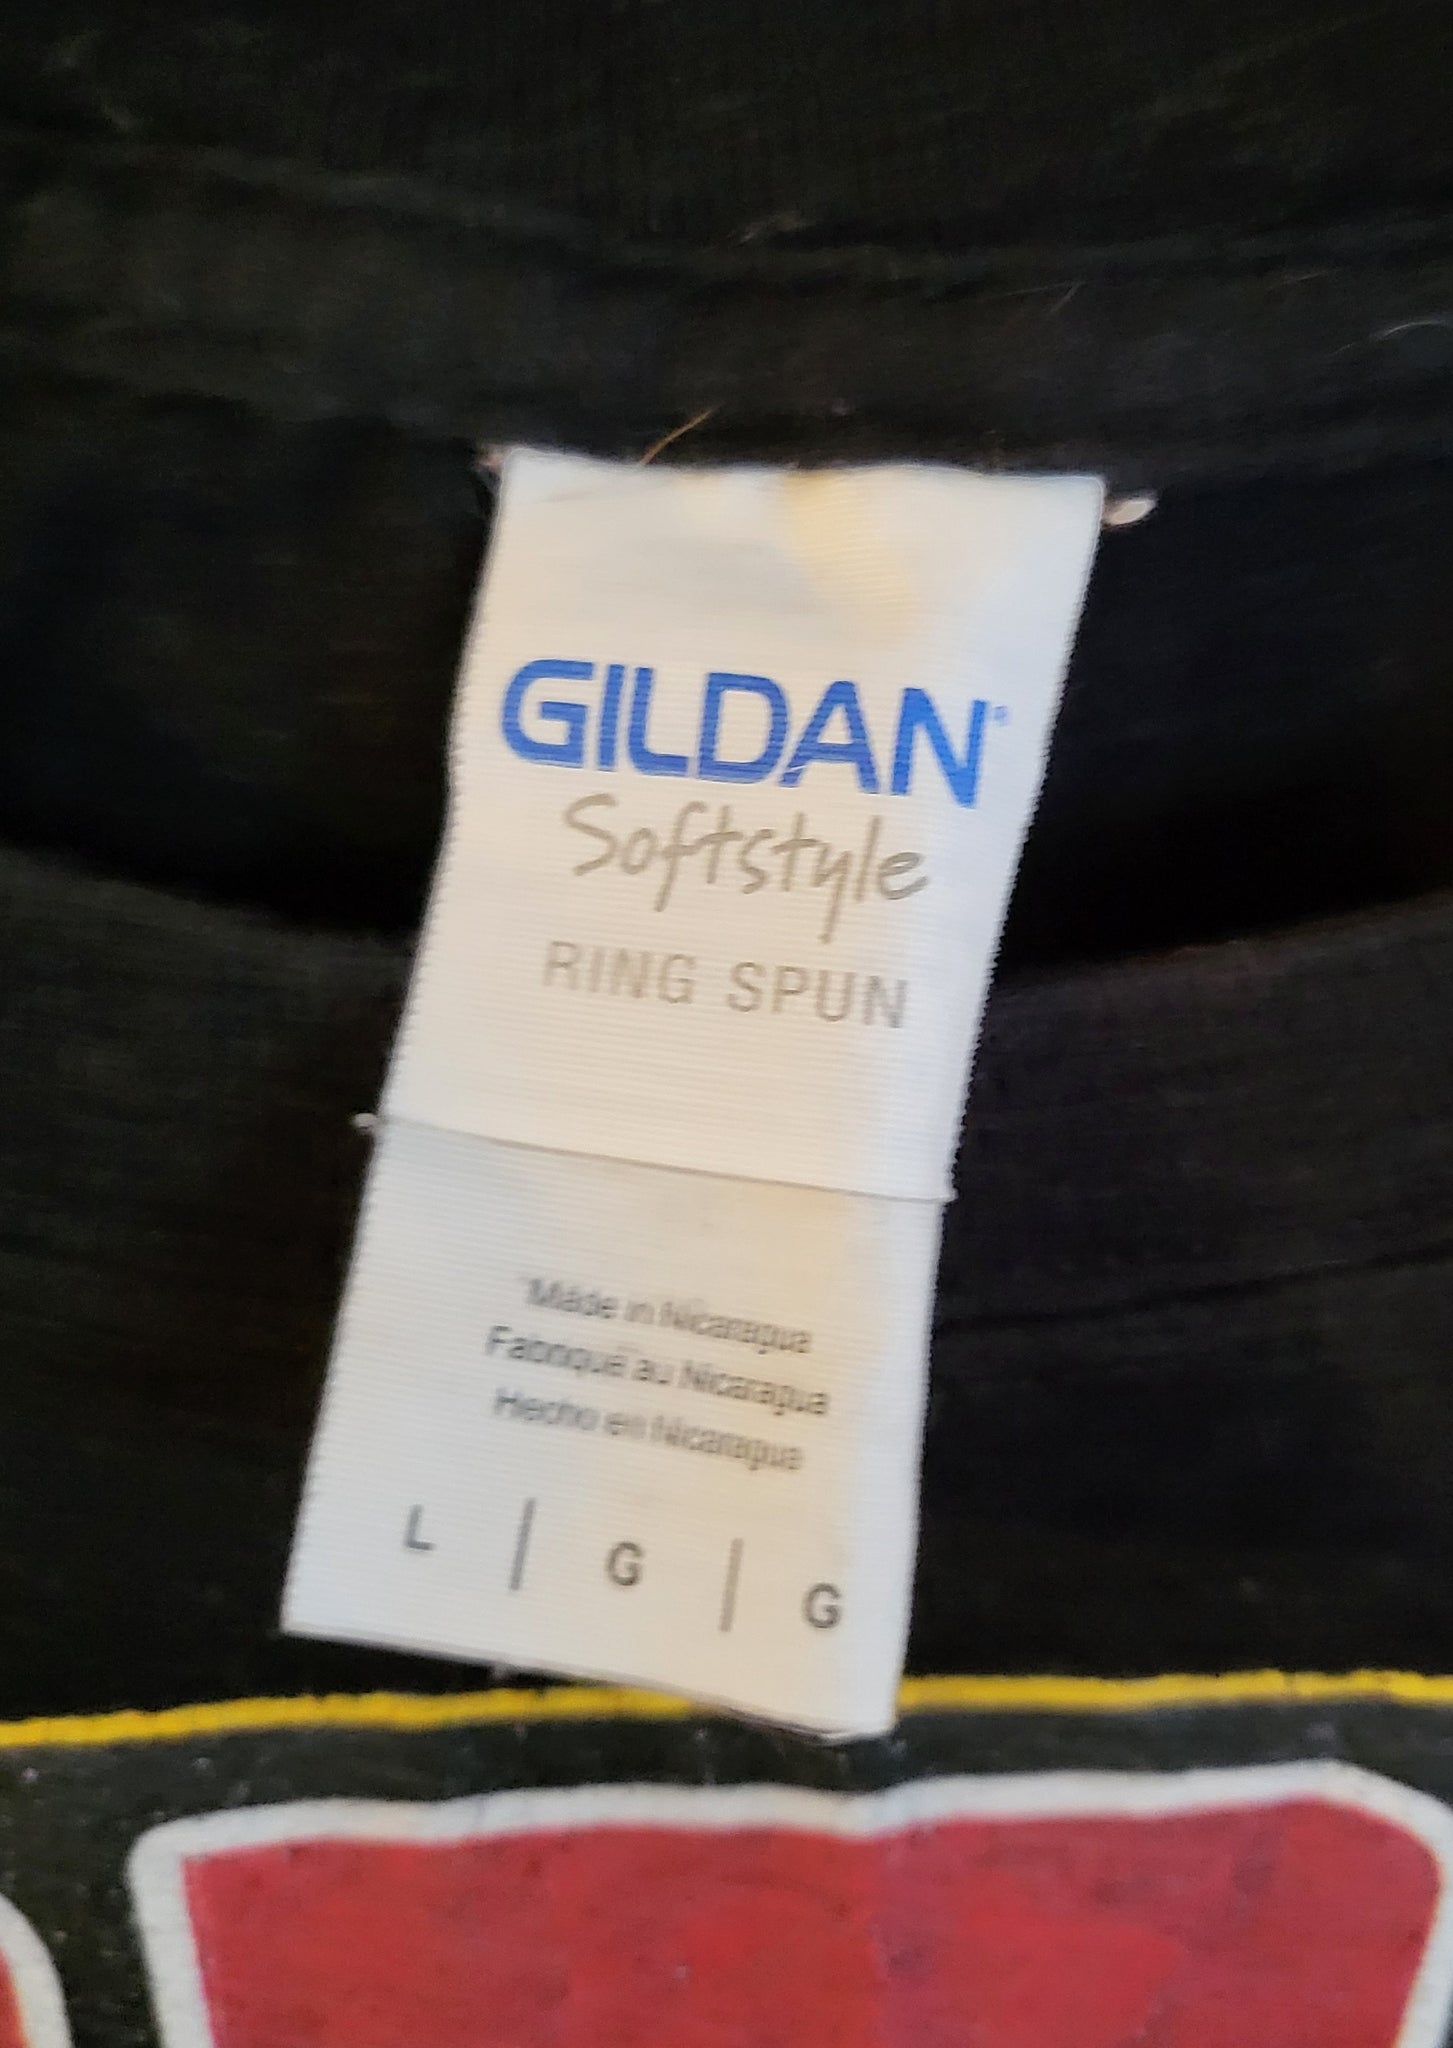 GILDAN®
Softstyle
RING SPUN
Made in Nicaragua
Fabriqué au Nicaragua
Hecho en Nicaragua
L | G | G